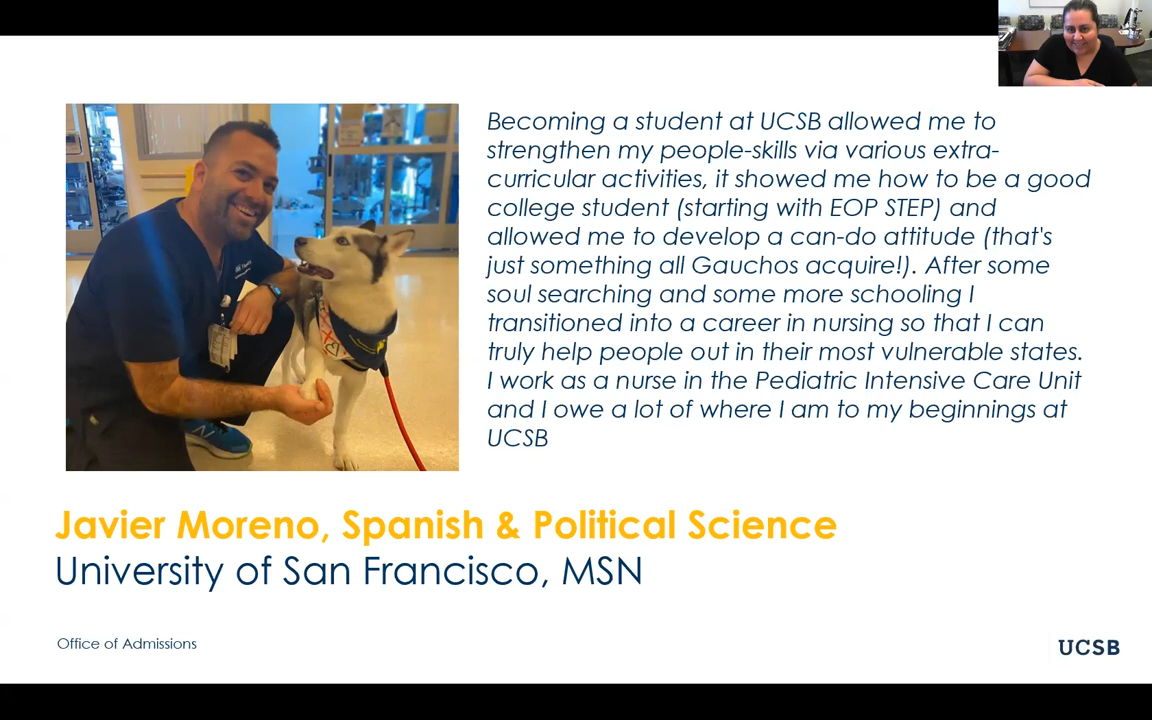 Becoming a student at UCSB allowed me to
strengthen my people-skills via various extra-
curricular activities, it showed me how to be a good
college student (starting with EOP STEP) and
allowed me to develop a can-do attitude (that's
just something all Gauchos acquire!). After some
soul searching and some more schooling I
transitioned into a career in nursing so that I can
truly help people out in their most vulnerable states.
I work as a nurse in the Pediatric Intensive Care Unit
and I owe a lot of where I am to my beginnings at
UCSB
Javier Moreno, Spanish & Political Science
University of San Francisco, MSN
Office of Admissions
UCSB